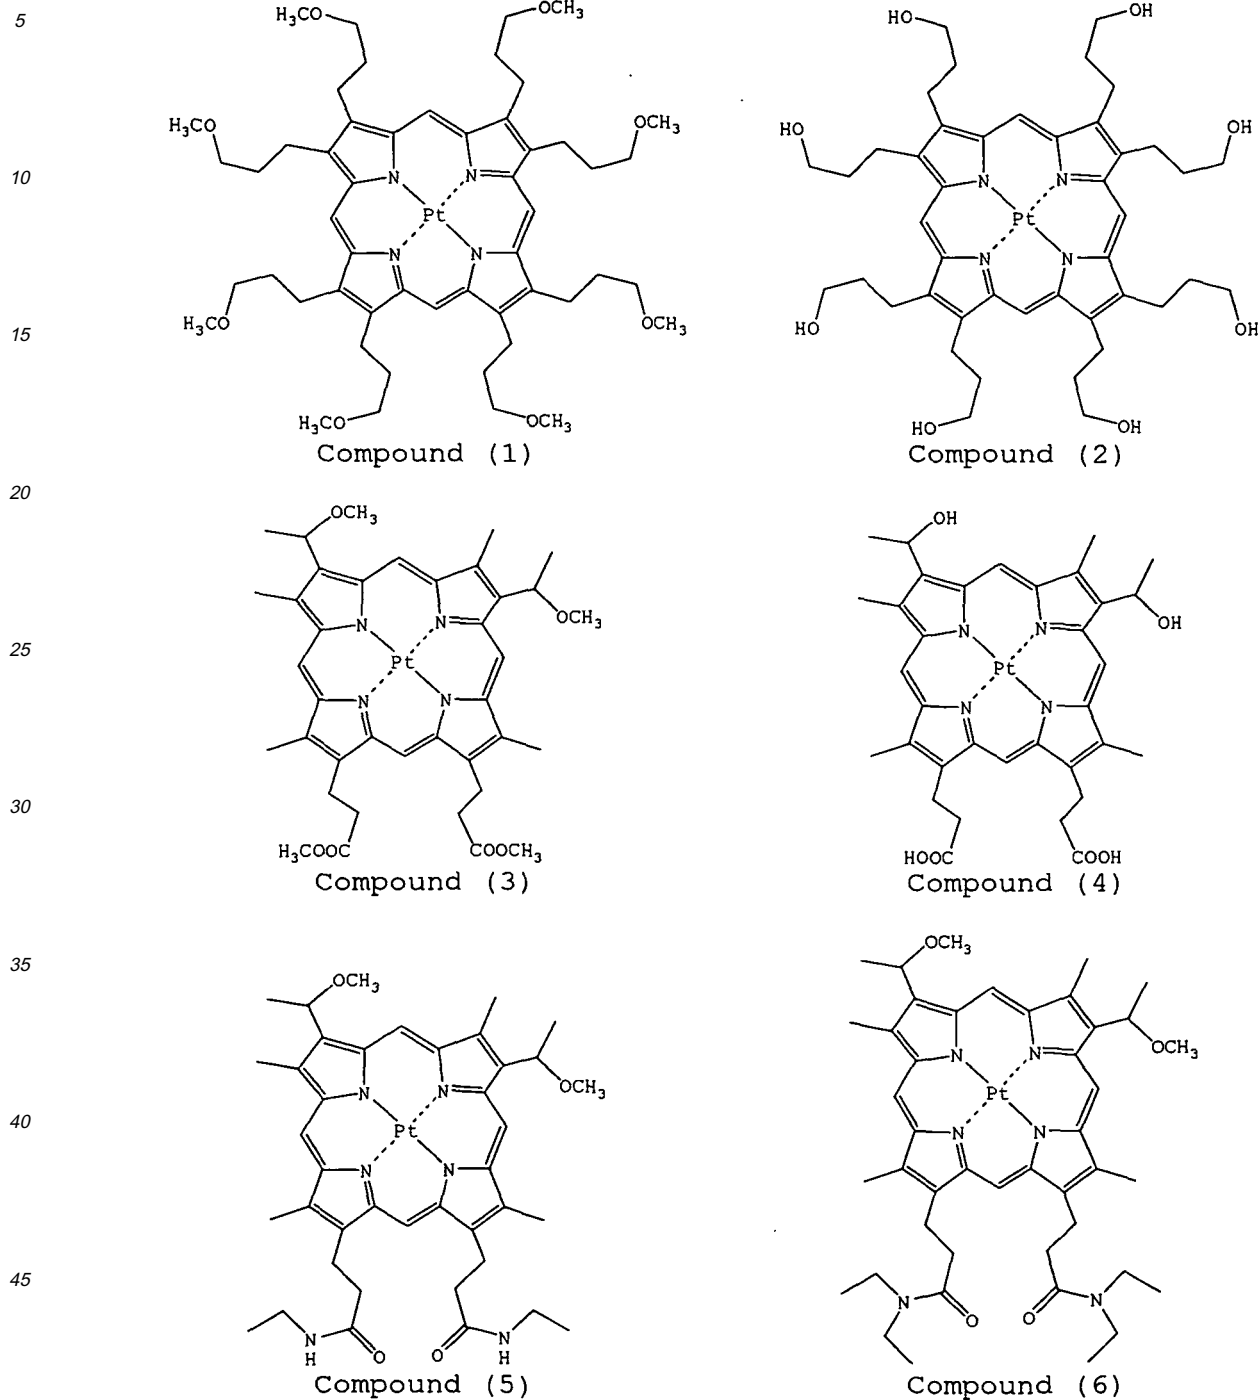 5
H₃CO OCH₃ HO OH
H₃CO OCH₃ HO OH
10
N N N N
Pt Pt
N N N N
H₃CO OCH₃ HO OH
15
H₃CO OCH₃ HO OH
Compound (1) Compound (2)
20
OCH₃ OH
OCH₃ OH
25
N N N N
Pt Pt
N N N N
30
H₃COOC COOCH₃ HOOC COOH
Compound (3) Compound (4)
35
OCH₃ OCH₃
OCH₃ OCH₃
N N N N
40
Pt Pt
N N N N
45
N N
N H O O N H O O
Compound (5) Compound (6)